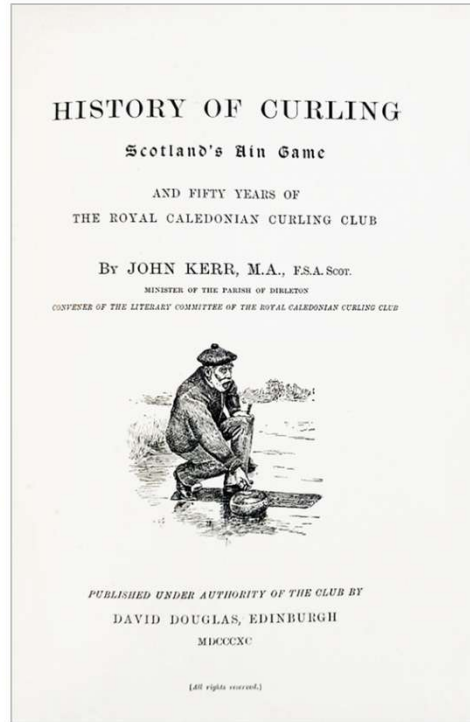 HISTORY OF CURLING
Scotland's Ain Game
AND FIFTY YEARS OF
THE ROYAL CALEDONIAN CURLING CLUB
BY JOHN KERR, M.A., F.S.A. SCOT.
MINISTER OF THE PARISH OF DIRLETON
CONVENER OF THE LITERARY COMMITTEE OF THE ROYAL CALEDONIAN CURLING CLUB
PUBLISHED UNDER AUTHORITY OF THE CLUB BY
DAVID DOUGLAS, EDINBURGH
MDCCCXC
[All rights reserved.]